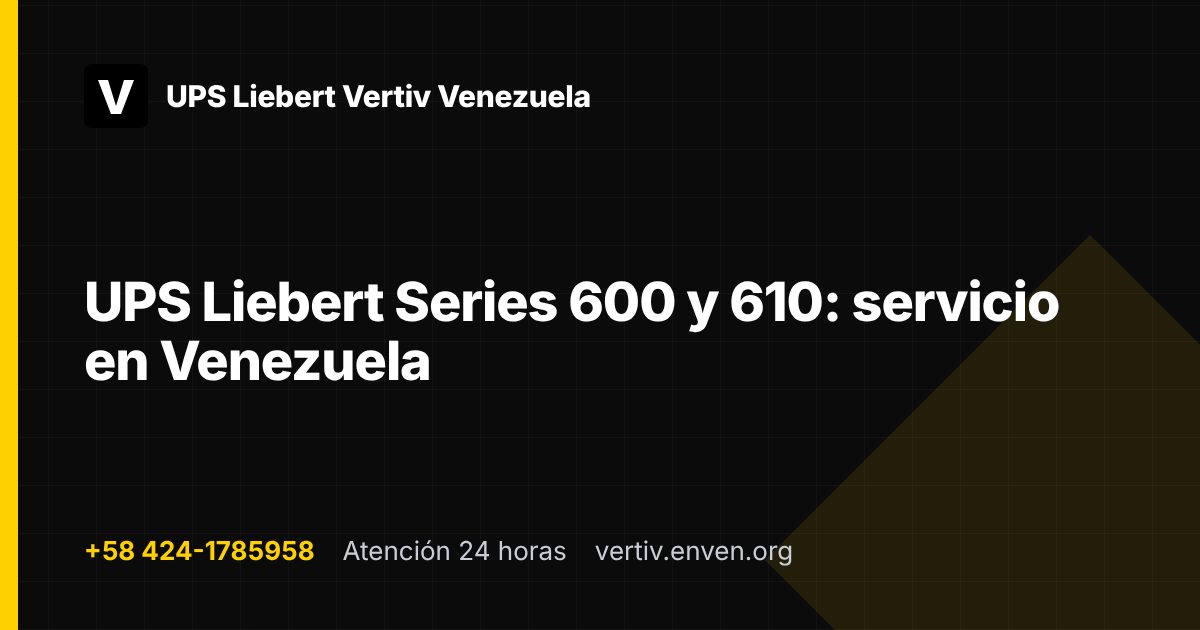 V
UPS Liebert Vertiv Venezuela
UPS Liebert Series 600 y 610: servicio
en Venezuela
+58 424-1785958 Atención 24 horas vertiv.enven.org